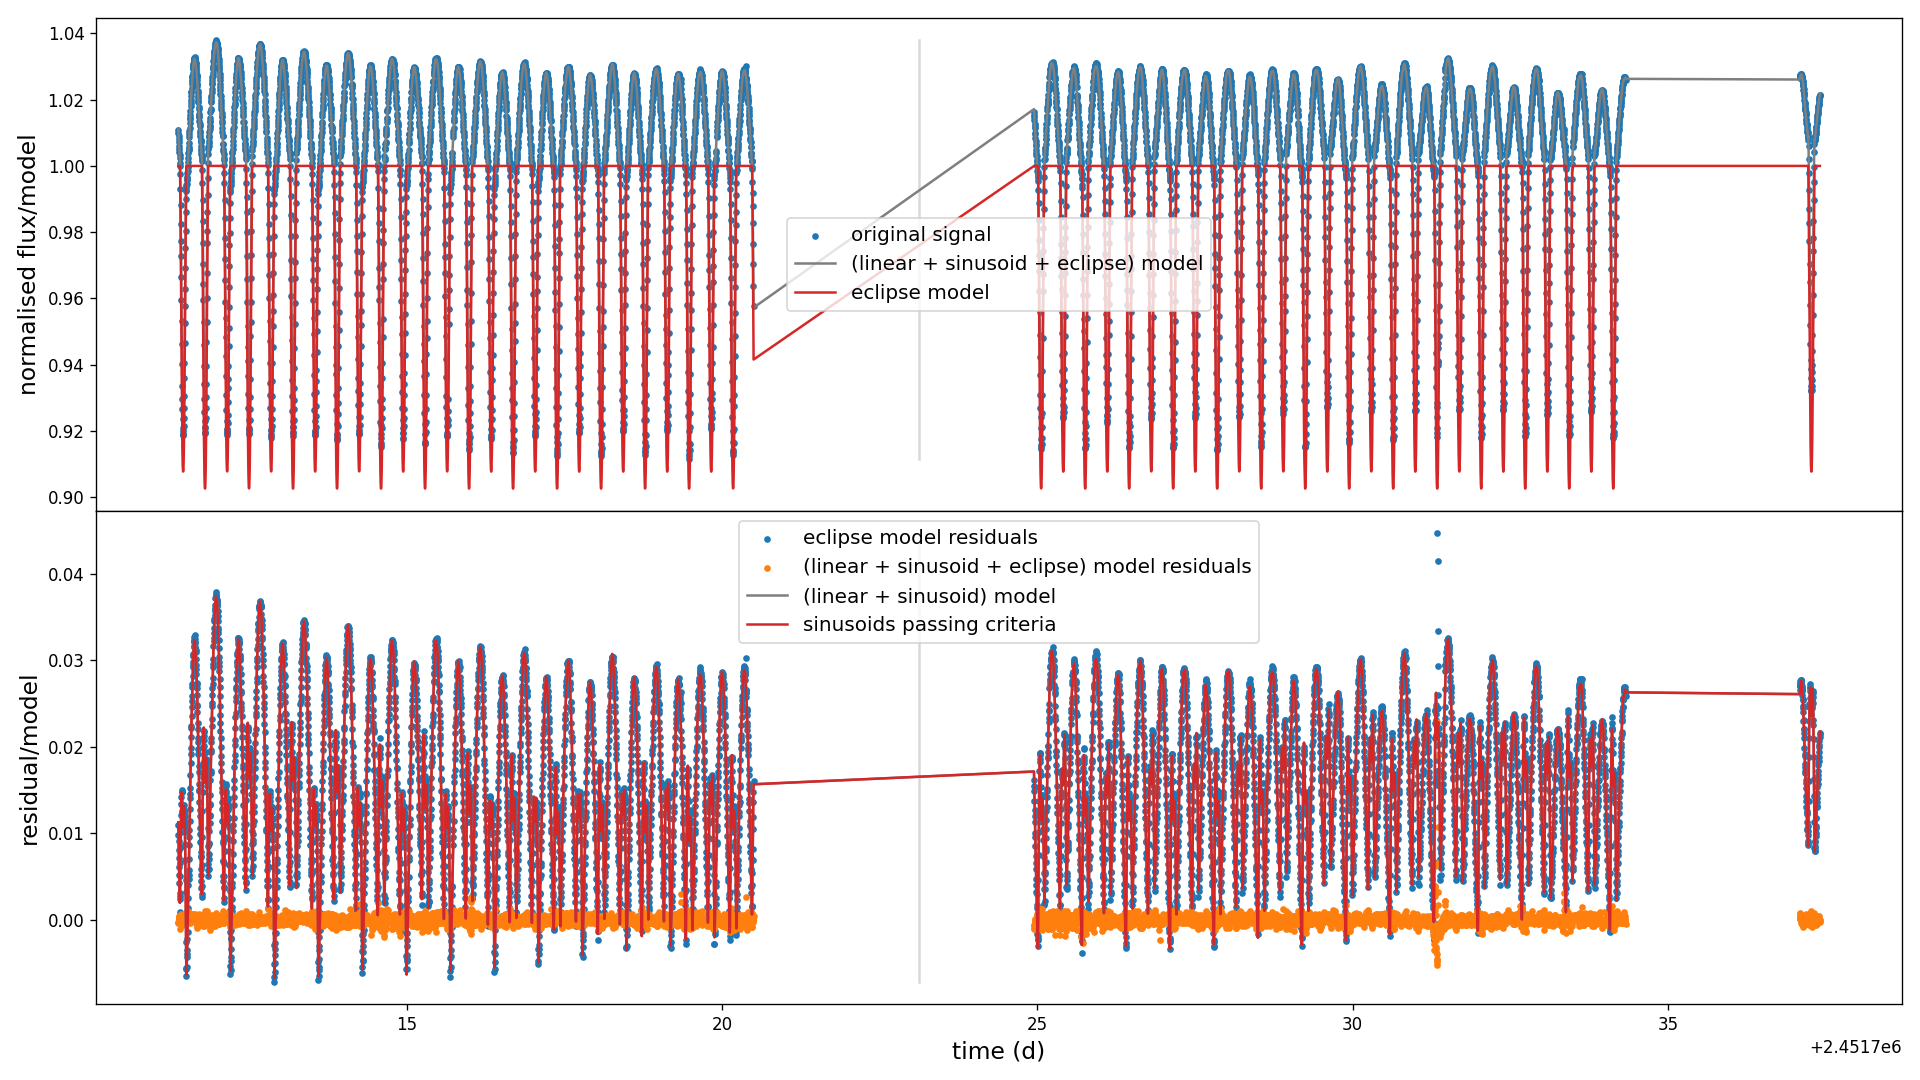 1.04
1.02
1.00
0.98
0.96
0.94
0.92
0.90
normalised flux/model
original signal
(linear + sinusoid + eclipse) model
eclipse model
0.04
0.03
0.02
0.01
0.00
residual/model
eclipse model residuals
(linear + sinusoid + eclipse) model residuals
(linear + sinusoid) model
sinusoids passing criteria
15 20 25 30 35
time (d)
+2.4517e6